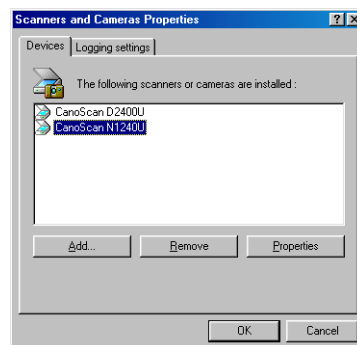 Scanners and Cameras Properties
Devices
Logging settings
The following scanners or cameras are installed :
CanoScan D2400U
CanoScan N1240U
Add...
Remove
Properties
OK
Cancel